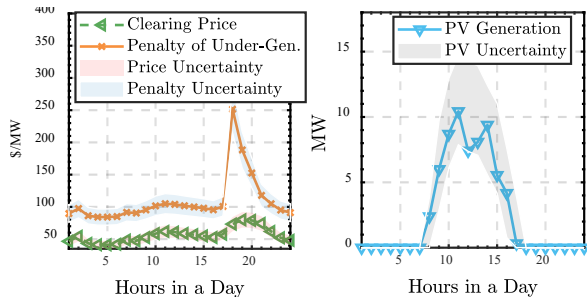 400
350
300
250
200
150
100
50
$/MW
Clearing Price
Penalty of Under-Gen.
Price Uncertainty
Penalty Uncertainty
5
10
15
20
Hours in a Day
15
10
5
0
MW
PV Generation
PV Uncertainty
5
10
15
20
Hours in a Day